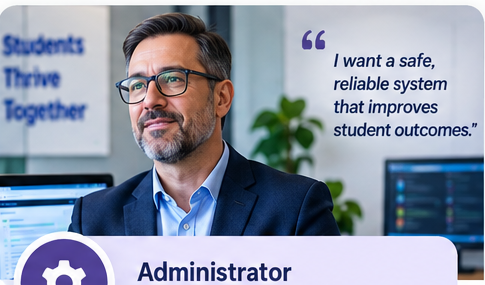 Students
Thrive
Together
“
I want a safe,
reliable system
that improves
student outcomes.”
Administrator